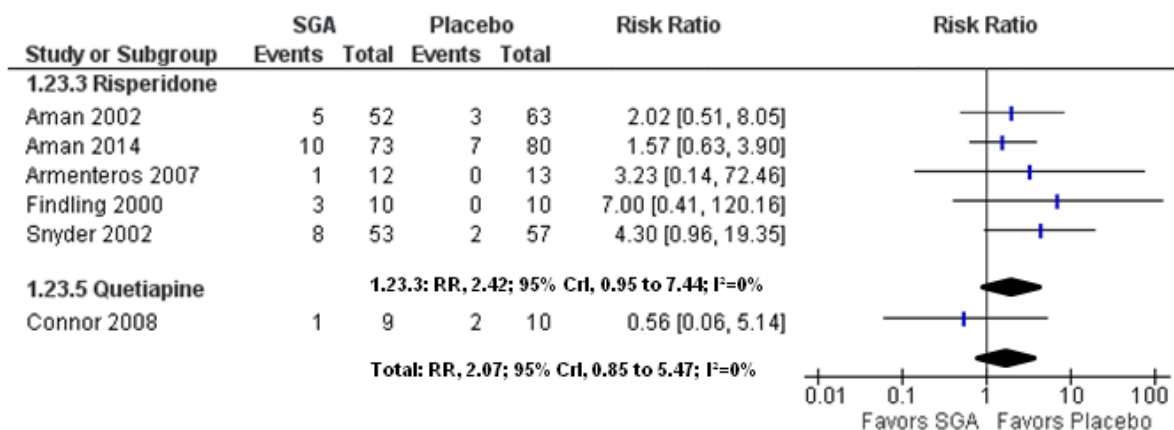 SGA Placebo Risk Ratio Risk Ratio
Study or Subgroup Events Total Events Total
1.23.3 Risperidone
Aman 2002 5 52 3 63 2.02 [0.51, 8.05]
Aman 2014 10 73 7 80 1.57 [0.63, 3.90]
Armenteros 2007 1 12 0 13 3.23 [0.14, 72.46]
Findling 2000 3 10 0 10 7.00 [0.41, 120.16]
Snyder 2002 8 53 2 57 4.30 [0.96, 19.35]
1.23.3: RR, 2.42; 95% CrI, 0.95 to 7.44; I²=0%
1.23.5 Quetiapine
Connor 2008 1 9 2 10 0.56 [0.06, 5.14]
Total: RR, 2.07; 95% CrI, 0.85 to 5.47; I²=0%
0.01 0.1 1 10 100
Favors SGA Favors Placebo